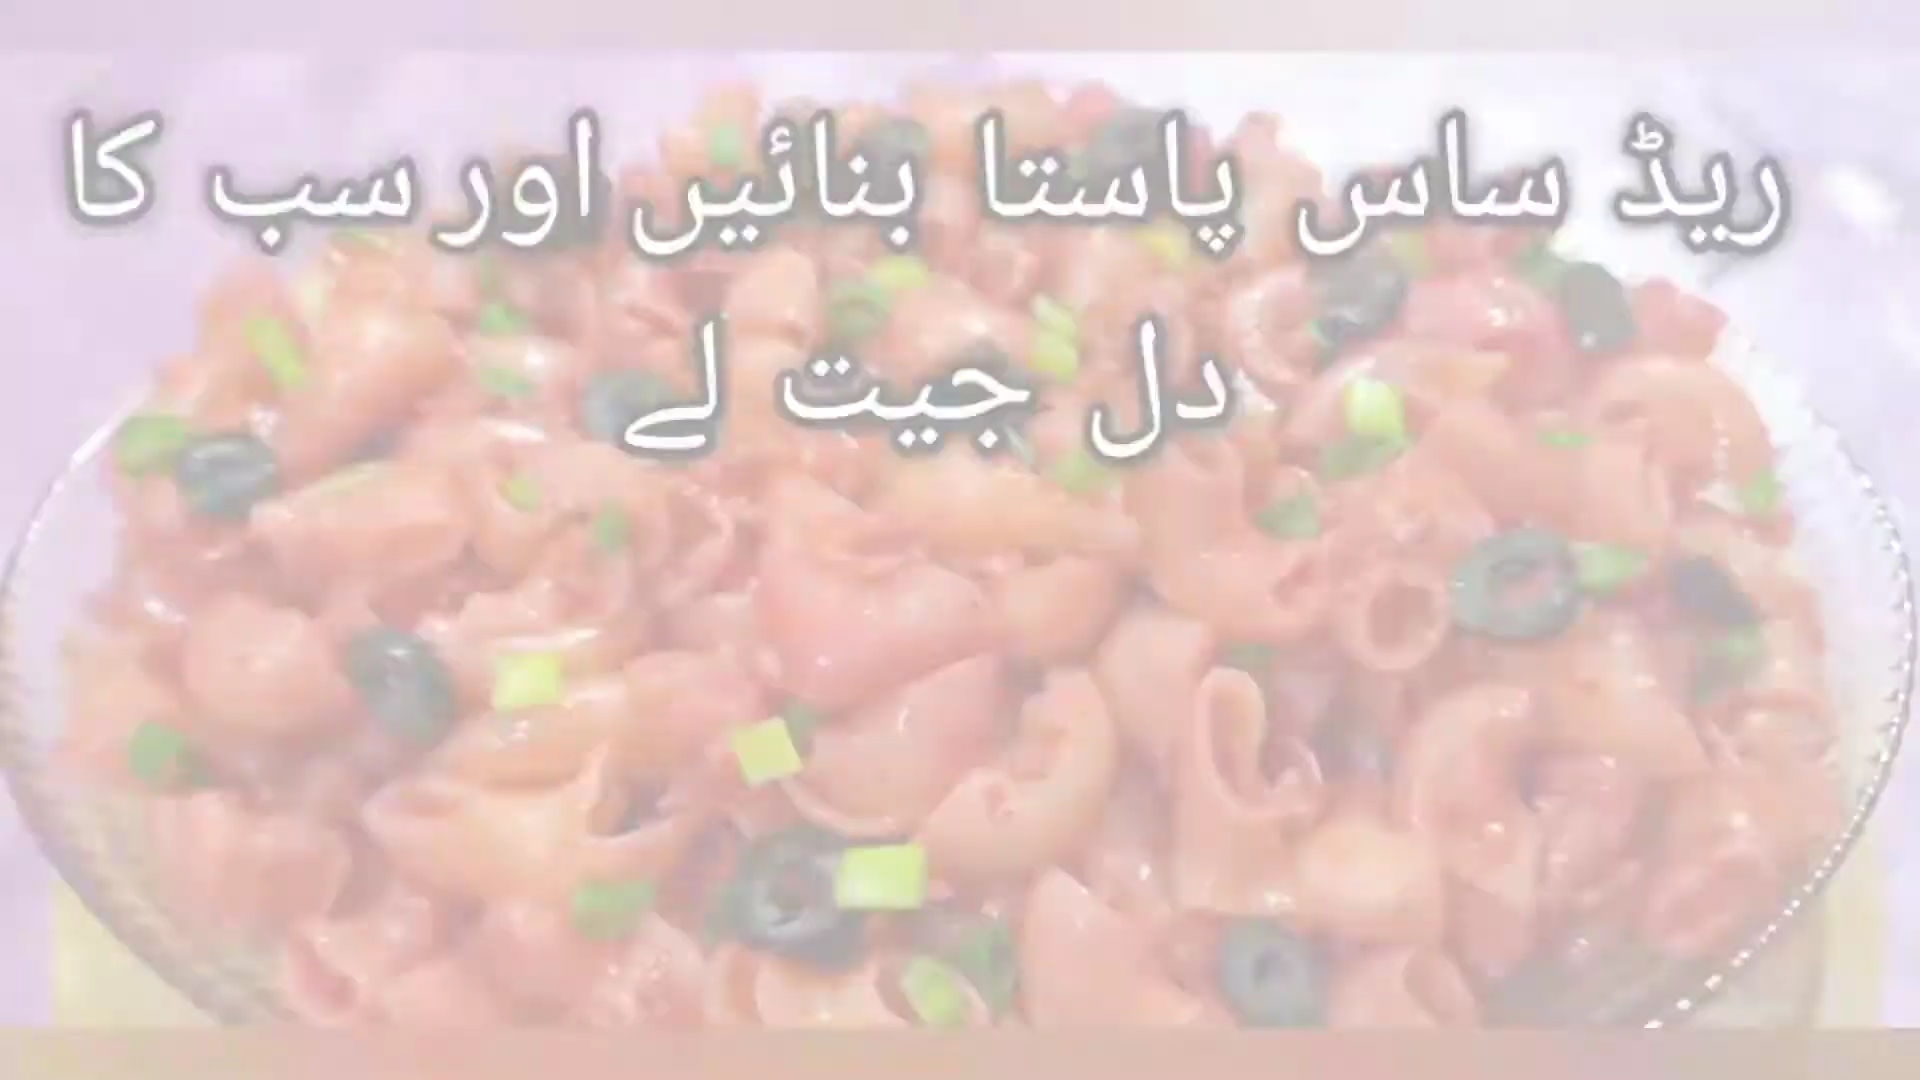 ریڈ ساس پاستا بنائیں اور سب کا
دل جیت لے